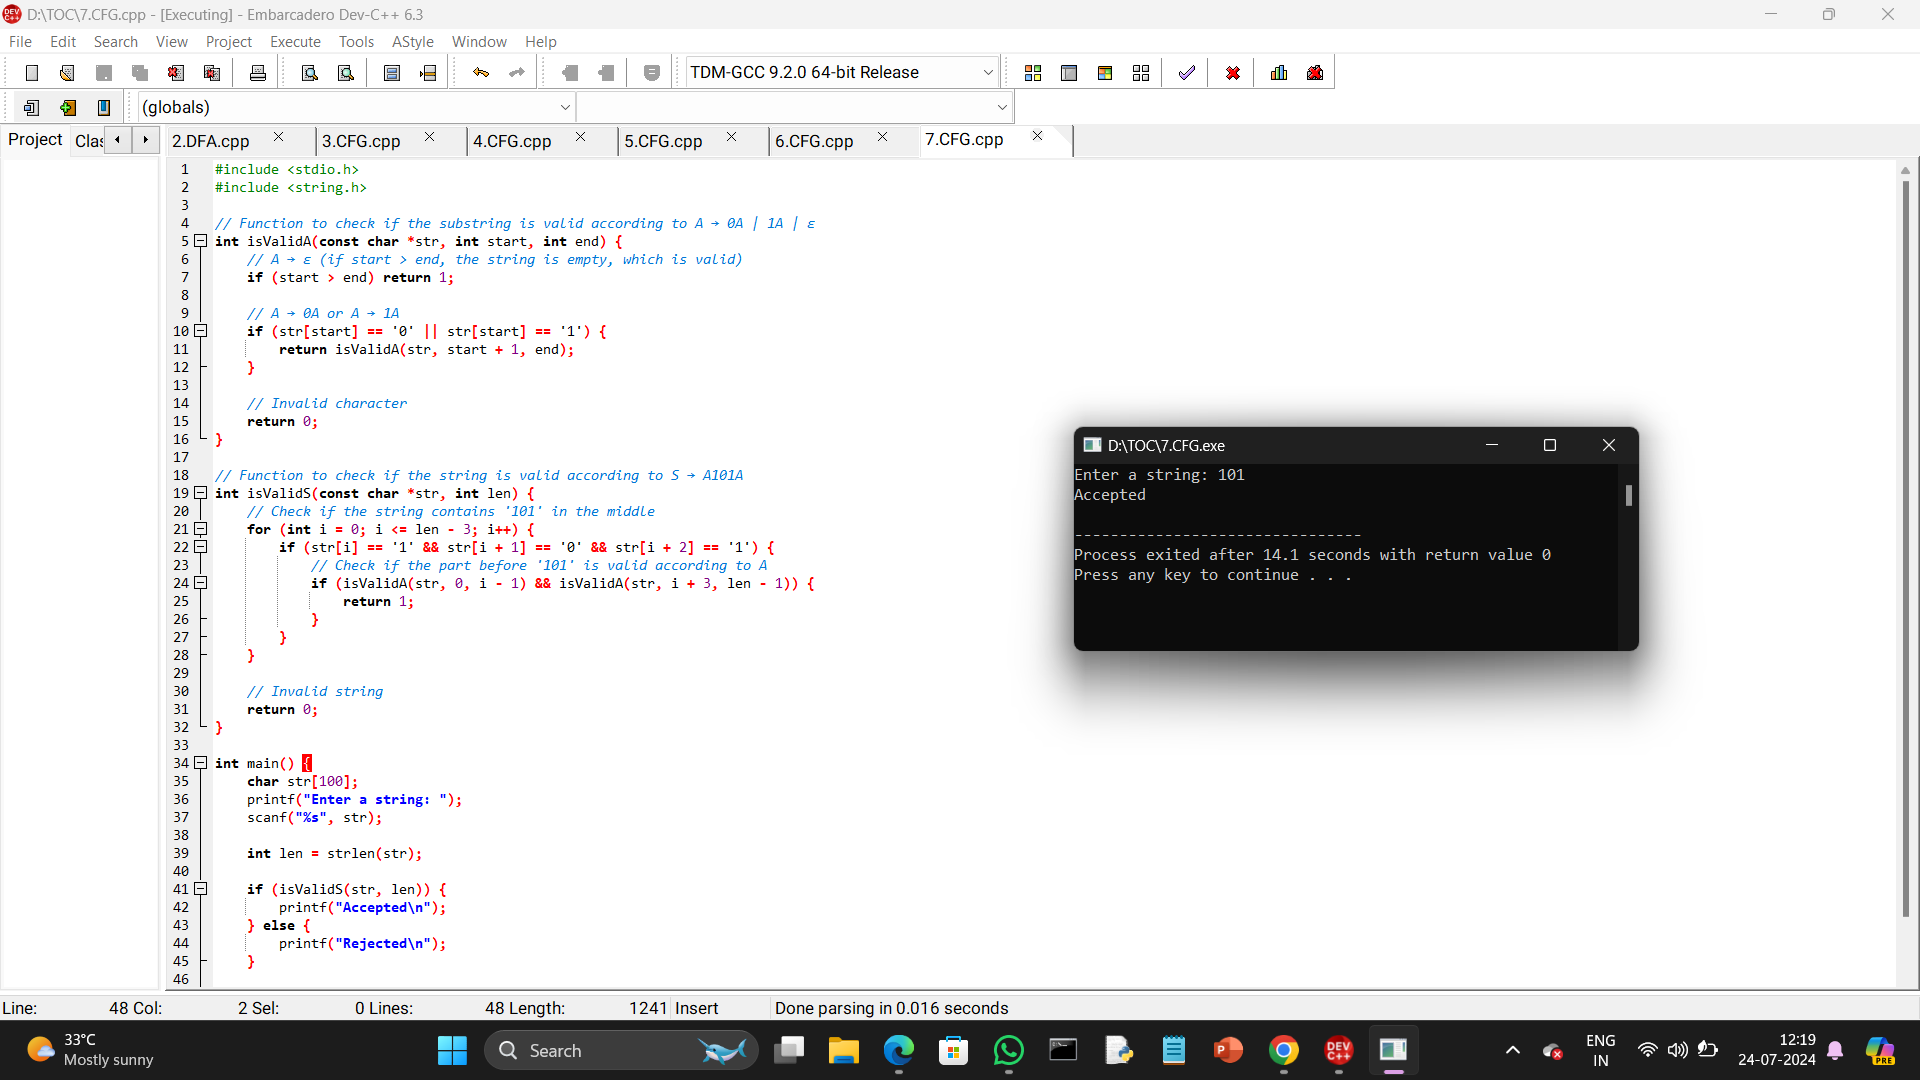 D:\TOC\7.CFG.cpp - [Executing] - Embarcadero Dev-C++ 6.3
File Edit Search View Project Execute Tools AStyle Window Help
TDM-GCC 9.2.0 64-bit Release
(globals)
Project Clas 2.DFA.cpp 3.CFG.cpp 4.CFG.cpp 5.CFG.cpp 6.CFG.cpp 7.CFG.cpp
1 #include <stdio.h>
2 #include <string.h>
3
4 // Function to check if the substring is valid according to A → 0A | 1A | ε
5 int isValidA(const char *str, int start, int end) {
6 // A → ε (if start > end, the string is empty, which is valid)
7 if (start > end) return 1;
8
9 // A → 0A or A → 1A
10 if (str[start] == '0' || str[start] == '1') {
11 return isValidA(str, start + 1, end);
12 }
13
14 // Invalid character
15 return 0;
16 }
17
18 // Function to check if the string is valid according to S → A101A
19 int isValidS(const char *str, int len) {
20 // Check if the string contains '101' in the middle
21 for (int i = 0; i <= len - 3; i++) {
22 if (str[i] == '1' && str[i + 1] == '0' && str[i + 2] == '1') {
23 // Check if the part before '101' is valid according to A
24 if (isValidA(str, 0, i - 1) && isValidA(str, i + 3, len - 1)) {
25 return 1;
26 }
27 }
28 }
29
30 // Invalid string
31 return 0;
32 }
33
34 int main() {
35 char str[100];
36 printf("Enter a string: ");
37 scanf("%s", str);
38
39 int len = strlen(str);
40
41 if (isValidS(str, len)) {
42 printf("Accepted\n");
43 } else {
44 printf("Rejected\n");
45 }
46
D:\TOC\7.CFG.exe
Enter a string: 101
Accepted
--------------------------------
Process exited after 14.1 seconds with return value 0
Press any key to continue . . .
Line: 48 Col: 2 Sel: 0 Lines: 48 Length: 1241 Insert Done parsing in 0.016 seconds
33°C
Mostly sunny
Search
DEV C++
PRE
ENG
IN
12:19
24-07-2024